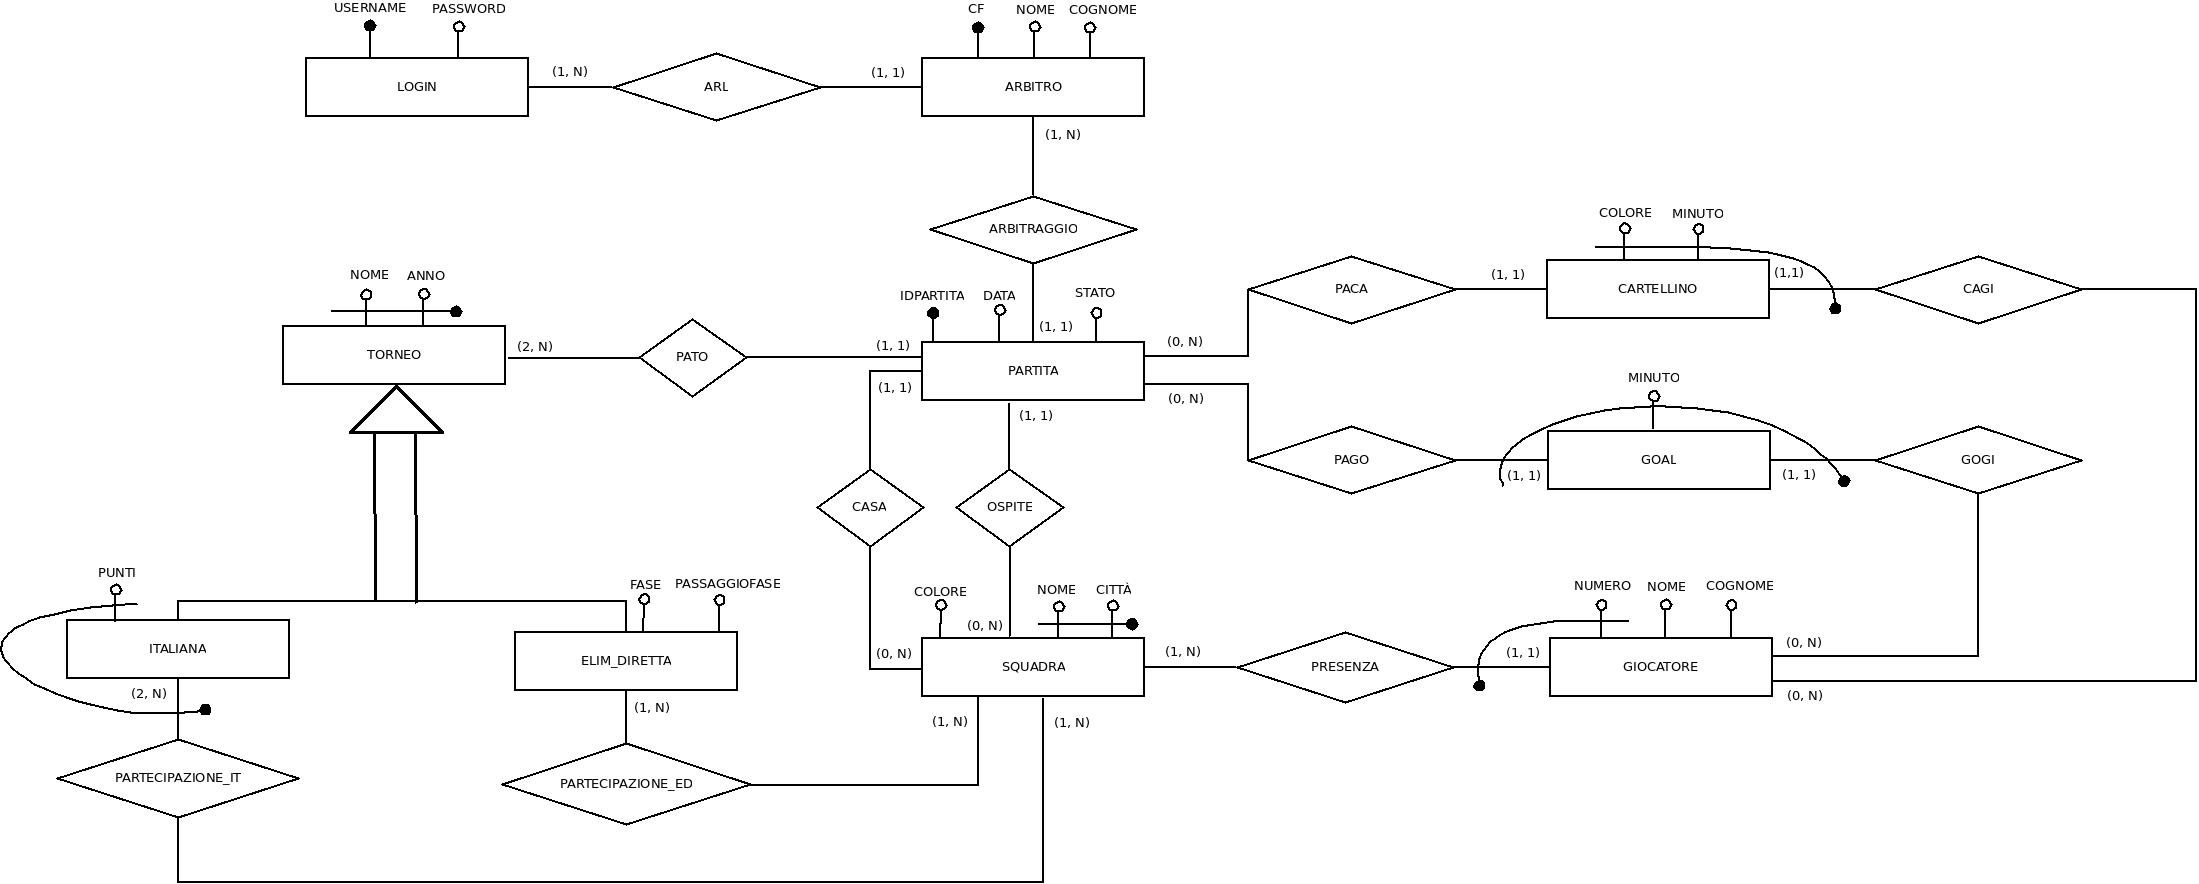 USERNAME PASSWORD
CF NOME COGNOME
LOGIN
(1, N)
ARL
(1, 1)
ARBITRO
(1, N)
ARBITRAGGIO
(1, 1)
NOME ANNO
TORNEO
(2, N)
PATO
(1, 1)
IDPARTITA DATA STATO
PARTITA
(1, 1)
(1, 1)
(0, N)
(0, N)
PACA
(1, 1)
COLORE MINUTO
CARTELLINO
(1,1)
CAGI
MINUTO
PAGO
(1, 1)
GOAL
(1, 1)
GOGI
CASA
OSPITE
PUNTI
ITALIANA
(2, N)
PARTECIPAZIONE_IT
FASE PASSAGGIOFASE
ELIM_DIRETTA
(1, N)
PARTECIPAZIONE_ED
COLORE NOME CITTÀ
(0, N)
(0, N)
SQUADRA
(1, N)
(1, N)
(1, N)
PRESENZA
(1, 1)
NUMERO NOME COGNOME
GIOCATORE
(0, N)
(0, N)